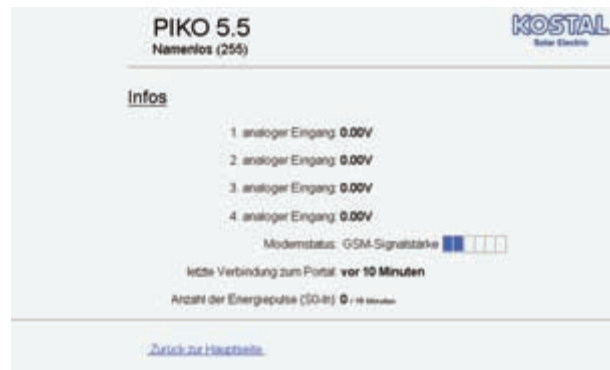 PIKO 5.5
Namenlos (255)
KOSTAL
Solar Electric
Infos
1. analoger Eingang: 0.00V
2. analoger Eingang: 0.00V
3. analoger Eingang: 0.00V
4. analoger Eingang: 0.00V
Modemstatus: GSM-Signalstärke
letzte Verbindung zum Portal: vor 10 Minuten
Anzahl der Energiepulse (S0-In): 0 / 15 Minuten
Zurück zur Hauptseite.